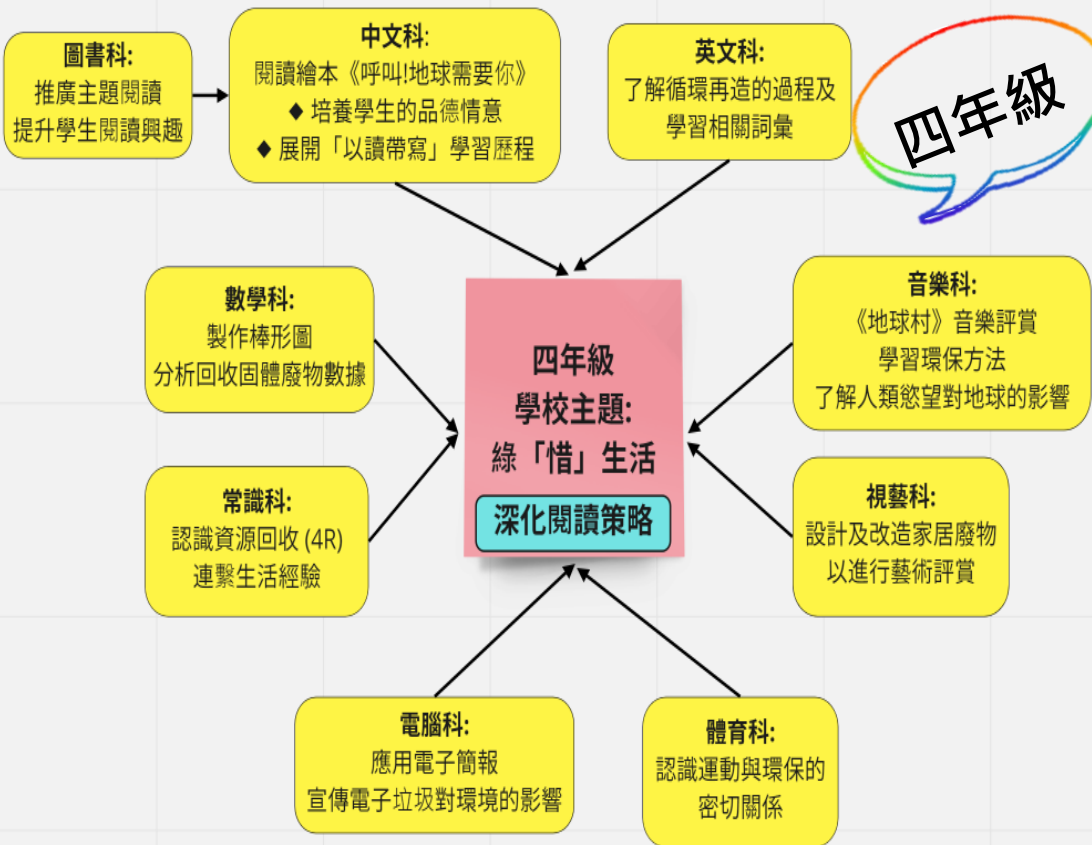 圖書科:
推廣主題閱讀
提升學生閱讀興趣
中文科:
閱讀繪本《呼叫!地球需要你》
◆ 培養學生的品德情意
◆ 展開「以讀帶寫」學習歷程
英文科:
了解循環再造的過程及
學習相關詞彙
四年級
數學科:
製作棒形圖
分析回收固體廢物數據
四年級
學校主題:
綠「惜」生活
深化閱讀策略
音樂科:
《地球村》音樂評賞
學習環保方法
了解人類慾望對地球的影響
常識科:
認識資源回收 (4R)
連繫生活經驗
視藝科:
設計及改造家居廢物
以進行藝術評賞
電腦科:
應用電子簡報
宣傳電子垃圾對環境的影響
體育科:
認識運動與環保的
密切關係